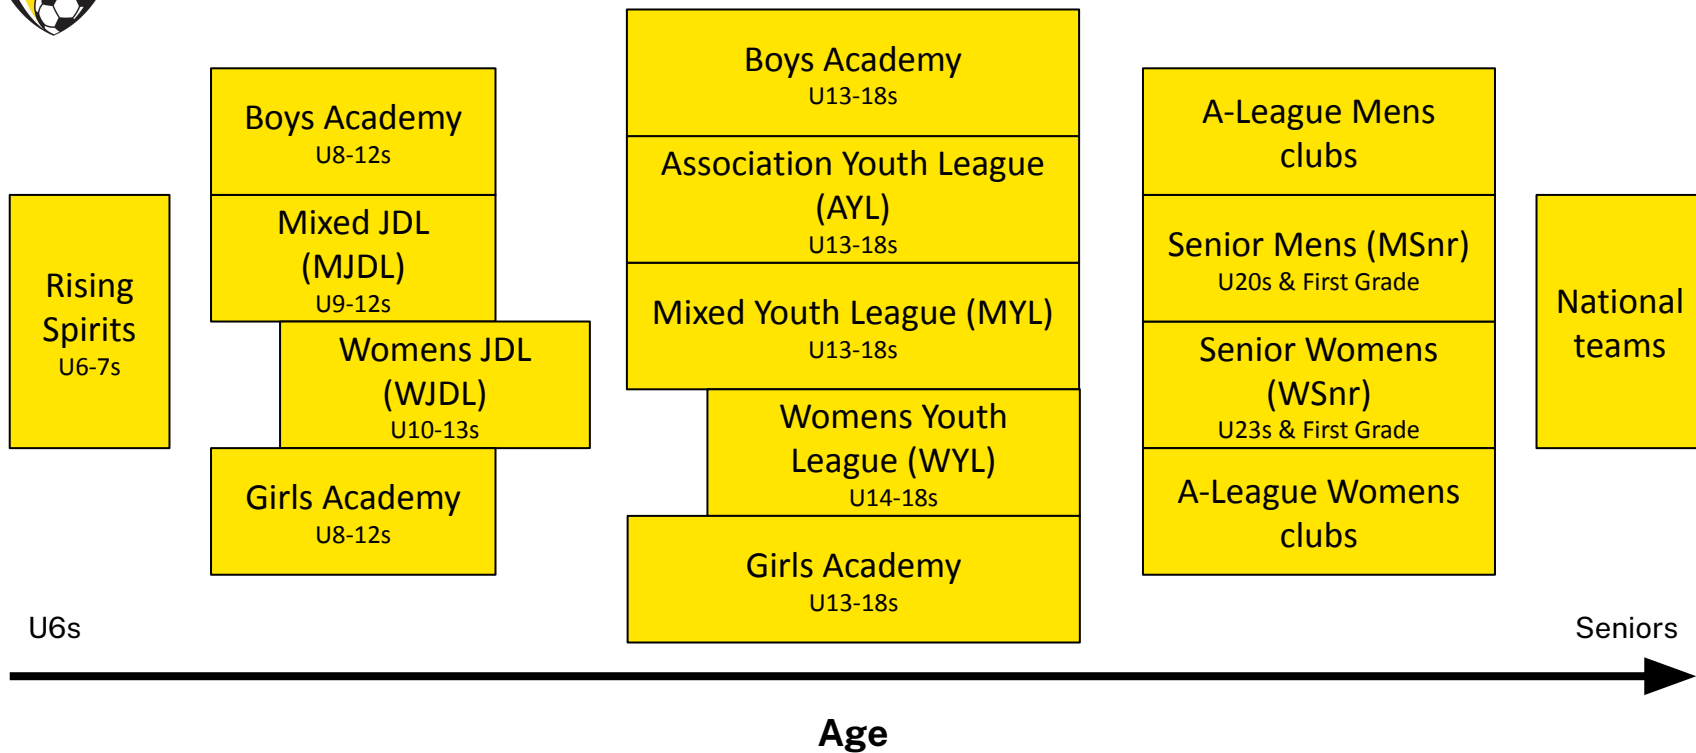 Rising
Spirits
U6-7s
Boys Academy
U8-12s
Mixed JDL
(MJDL)
U9-12s
Womens JDL
(WJDL)
U10-13s
Girls Academy
U8-12s
Boys Academy
U13-18s
Association Youth League
(AYL)
U13-18s
Mixed Youth League (MYL)
U13-18s
Womens Youth
League (WYL)
U14-18s
Girls Academy
U13-18s
A-League Mens
clubs
Senior Mens (MSnr)
U20s & First Grade
Senior Womens
(WSnr)
U23s & First Grade
A-League Womens
clubs
National
teams
U6s
Seniors
Age